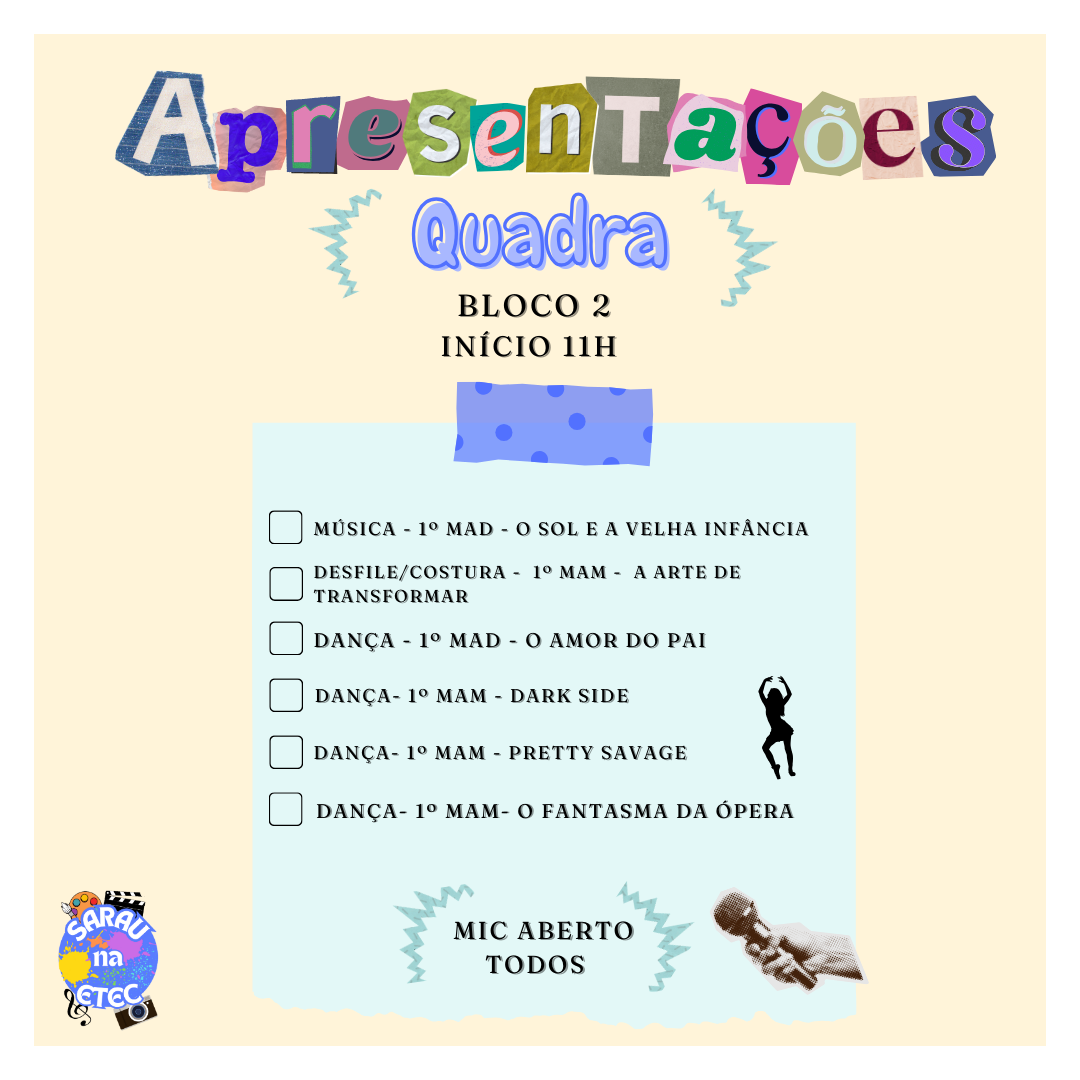 Apresentações
Quadra
BLOCO 2
INÍCIO 11H
MÚSICA - 1º MAD - O SOL E A VELHA INFÂNCIA
DESFILE/COSTURA - 1º MAM - A ARTE DE
TRANSFORMAR
DANÇA - 1º MAD - O AMOR DO PAI
DANÇA- 1º MAM - DARK SIDE
DANÇA- 1º MAM - PRETTY SAVAGE
DANÇA- 1º MAM- O FANTASMA DA ÓPERA
MIC ABERTO
TODOS
SARAU
na
ETEC